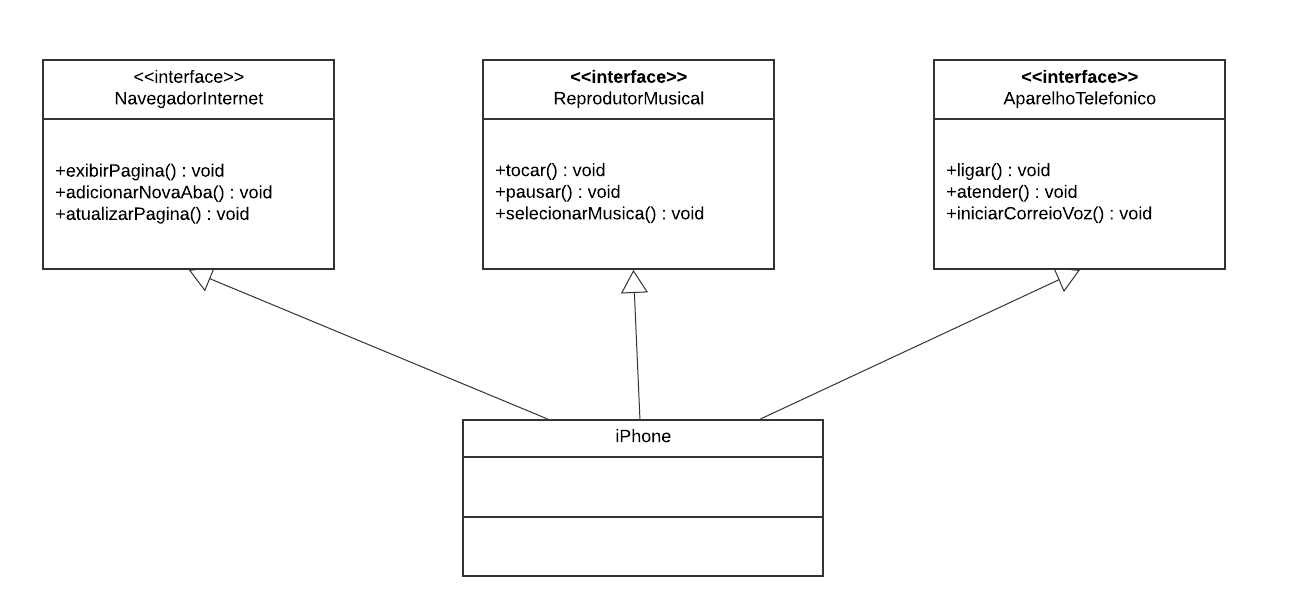 <<interface>>
NavegadorInternet
+exibirPagina() : void
+adicionarNovaAba() : void
+atualizarPagina() : void
<<interface>>
ReprodutorMusical
+tocar() : void
+pausar() : void
+selecionarMusica() : void
<<interface>>
AparelhoTelefonico
+ligar() : void
+atender() : void
+iniciarCorreioVoz() : void
iPhone